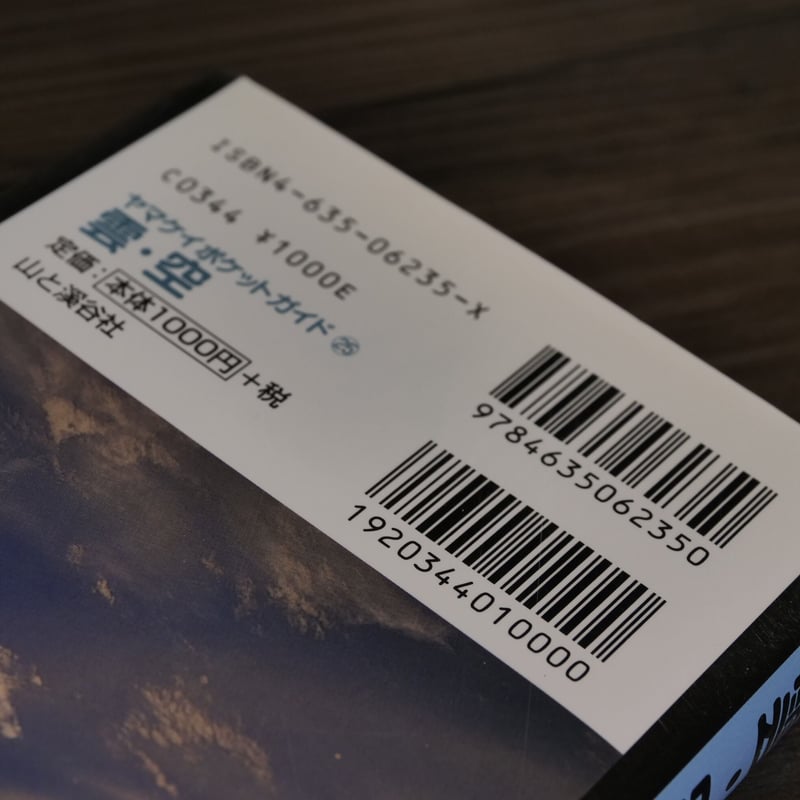 ISBN4-635-06235-X
C0344 ¥1000E
ヤマケイポケットガイド㉕
雲・空
定価：本体1000円＋税
山と溪谷社
9784635062350
1920344010000